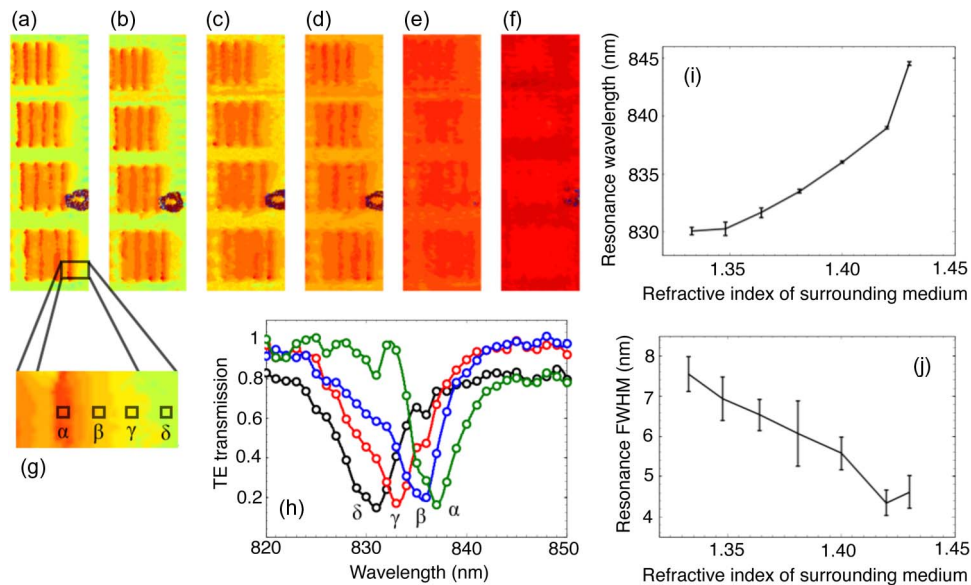 (a) (b) (c) (d) (e) (f)
α β γ δ
(g)
TE transmission
1
0.8
0.6
0.4
0.2
(h)
δ γ β α
820 830 840 850
Wavelength (nm)
Resonance wavelength (nm)
845
840
835
830
(i)
1.35 1.40 1.45
Refractive index of surrounding medium
Resonance FWHM (nm)
8
7
6
5
4
(j)
1.35 1.40 1.45
Refractive index of surrounding medium